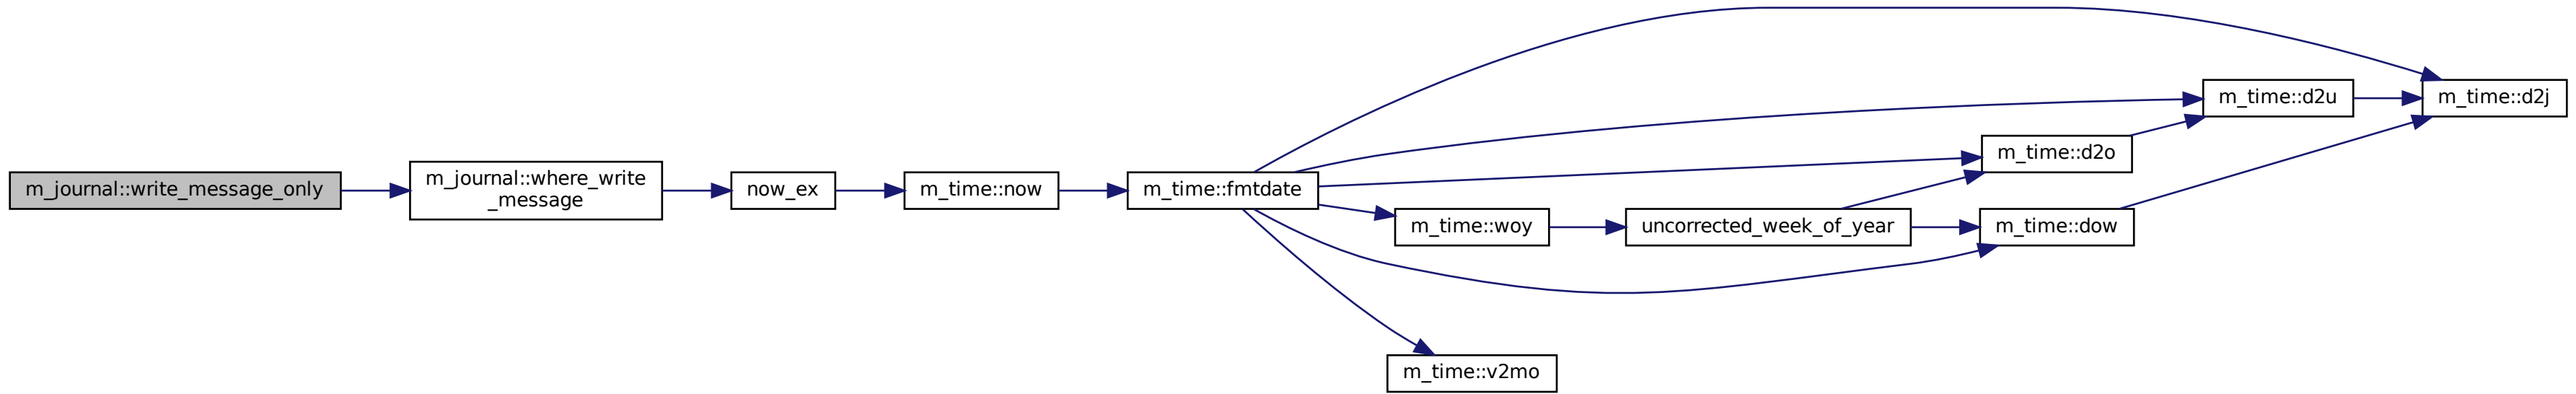 m_journal::write_message_only
m_journal::where_write
_message
now_ex
m_time::now
m_time::fmtdate
m_time::d2j
m_time::d2u
m_time::d2o
m_time::woy
uncorrected_week_of_year
m_time::dow
m_time::v2mo